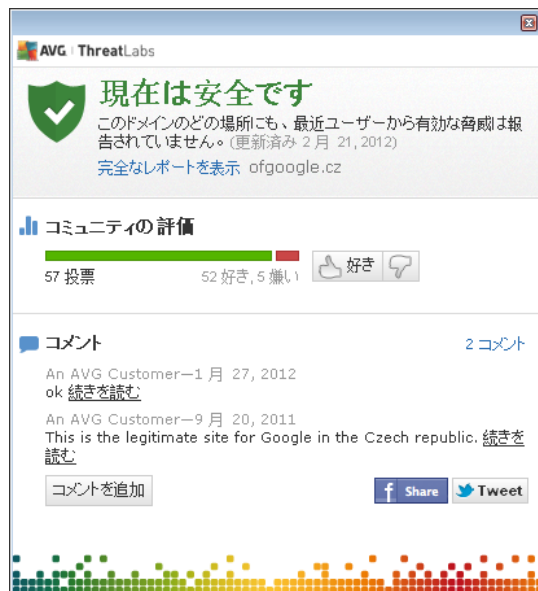 AVG ThreatLabs
現在は安全です
このドメインのどの場所にも、最近ユーザーから有効な脅威は報
告されていません。(更新済み 2 月 21, 2012)
完全なレポートを表示 ofgoogle.cz
コミュニティの評価
57 投票 52 好き, 5 嫌い 好き
コメント 2 コメント
An AVG Customer—1 月 27, 2012
ok 続きを読む
An AVG Customer—9 月 20, 2011
This is the legitimate site for Google in the Czech republic. 続きを
読む
コメントを追加 f Share Tweet